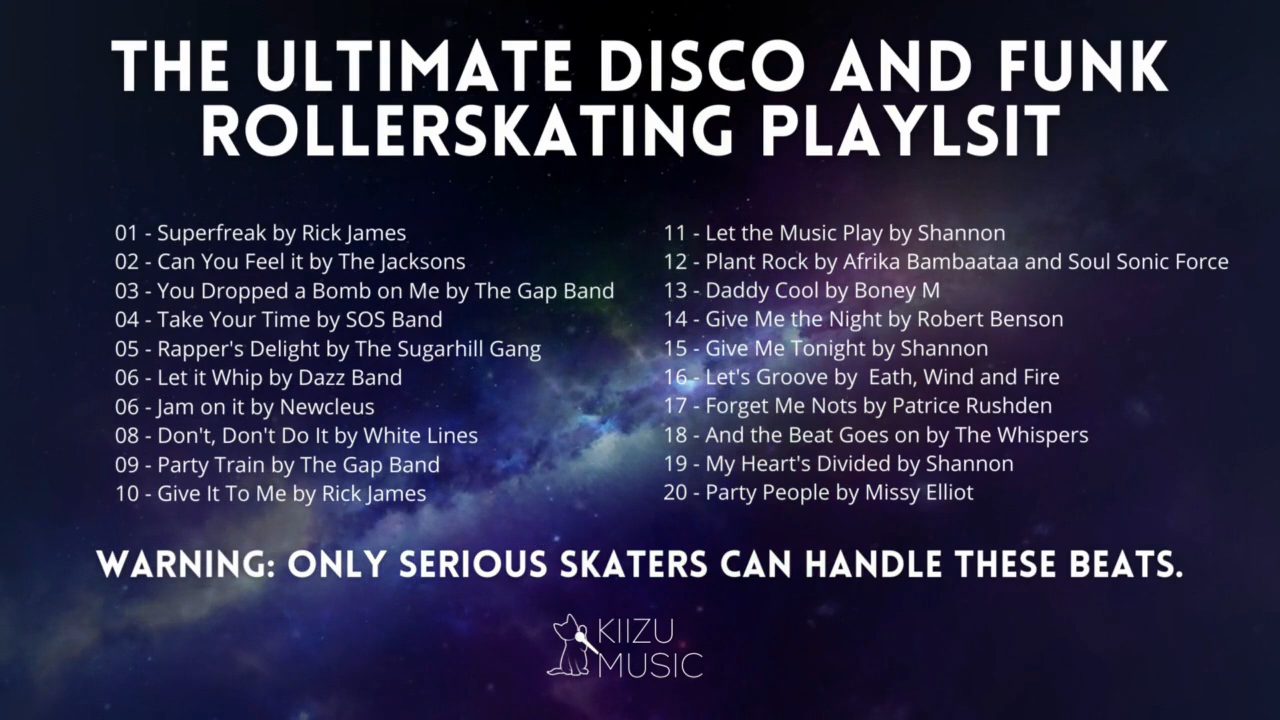 THE ULTIMATE DISCO AND FUNK
ROLLERSKATING PLAYLSIT
01 - Superfreak by Rick James
02 - Can You Feel it by The Jacksons
03 - You Dropped a Bomb on Me by The Gap Band
04 - Take Your Time by SOS Band
05 - Rapper's Delight by The Sugarhill Gang
06 - Let it Whip by Dazz Band
06 - Jam on it by Newcleus
08 - Don't, Don't Do It by White Lines
09 - Party Train by The Gap Band
10 - Give It To Me by Rick James
11 - Let the Music Play by Shannon
12 - Plant Rock by Afrika Bambaataa and Soul Sonic Force
13 - Daddy Cool by Boney M
14 - Give Me the Night by Robert Benson
15 - Give Me Tonight by Shannon
16 - Let's Groove by  Eath, Wind and Fire
17 - Forget Me Nots by Patrice Rushden
18 - And the Beat Goes on by The Whispers
19 - My Heart's Divided by Shannon
20 - Party People by Missy Elliot
WARNING: ONLY SERIOUS SKATERS CAN HANDLE THESE BEATS.
KIIZU
MUSIC